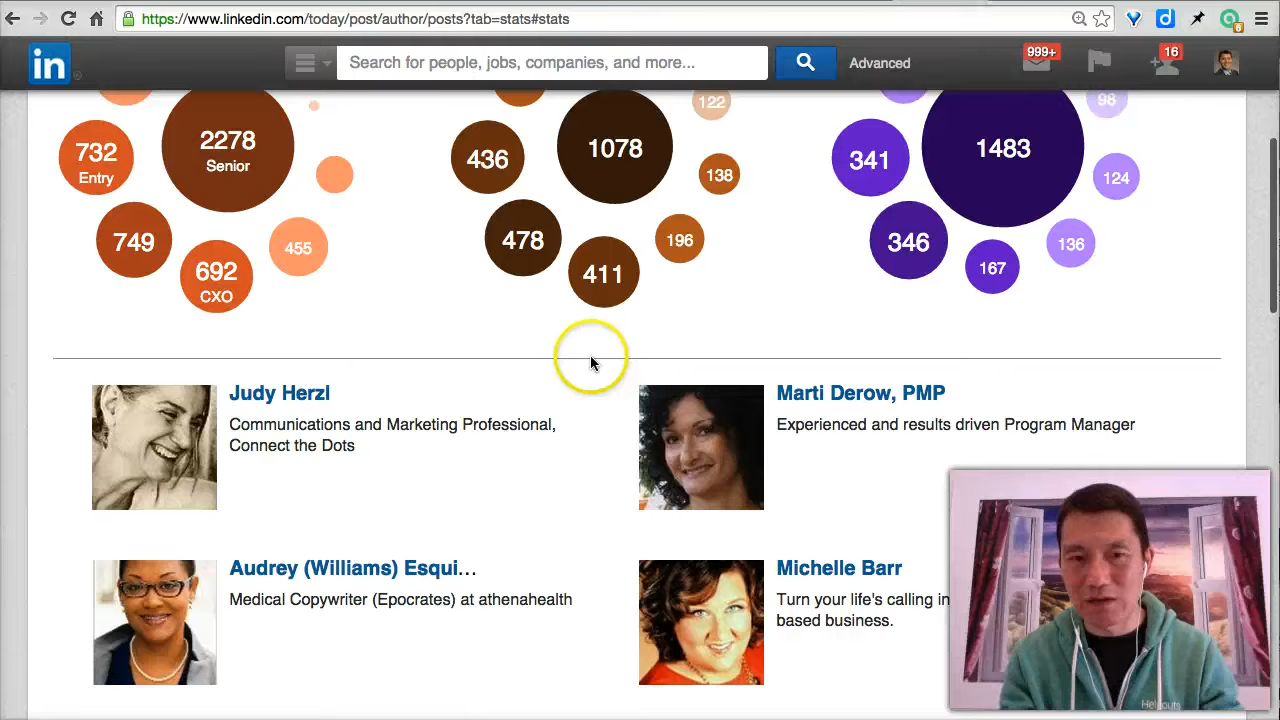 https://www.linkedin.com/today/post/author/posts?tab=stats#stats
6
in
Search for people, jobs, companies, and more...
Advanced
999+
16
122
98
732
Entry
2278
Senior
436
1078
138
341
1483
124
749
455
478
196
346
136
692
CXO
411
167
Judy Herzl
Communications and Marketing Professional,
Connect the Dots
Marti Derow, PMP
Experienced and results driven Program Manager
Audrey (Williams) Esqui...
Medical Copywriter (Epocrates) at athenahealth
Michelle Barr
Turn your life's calling in
based business.
Helpouts